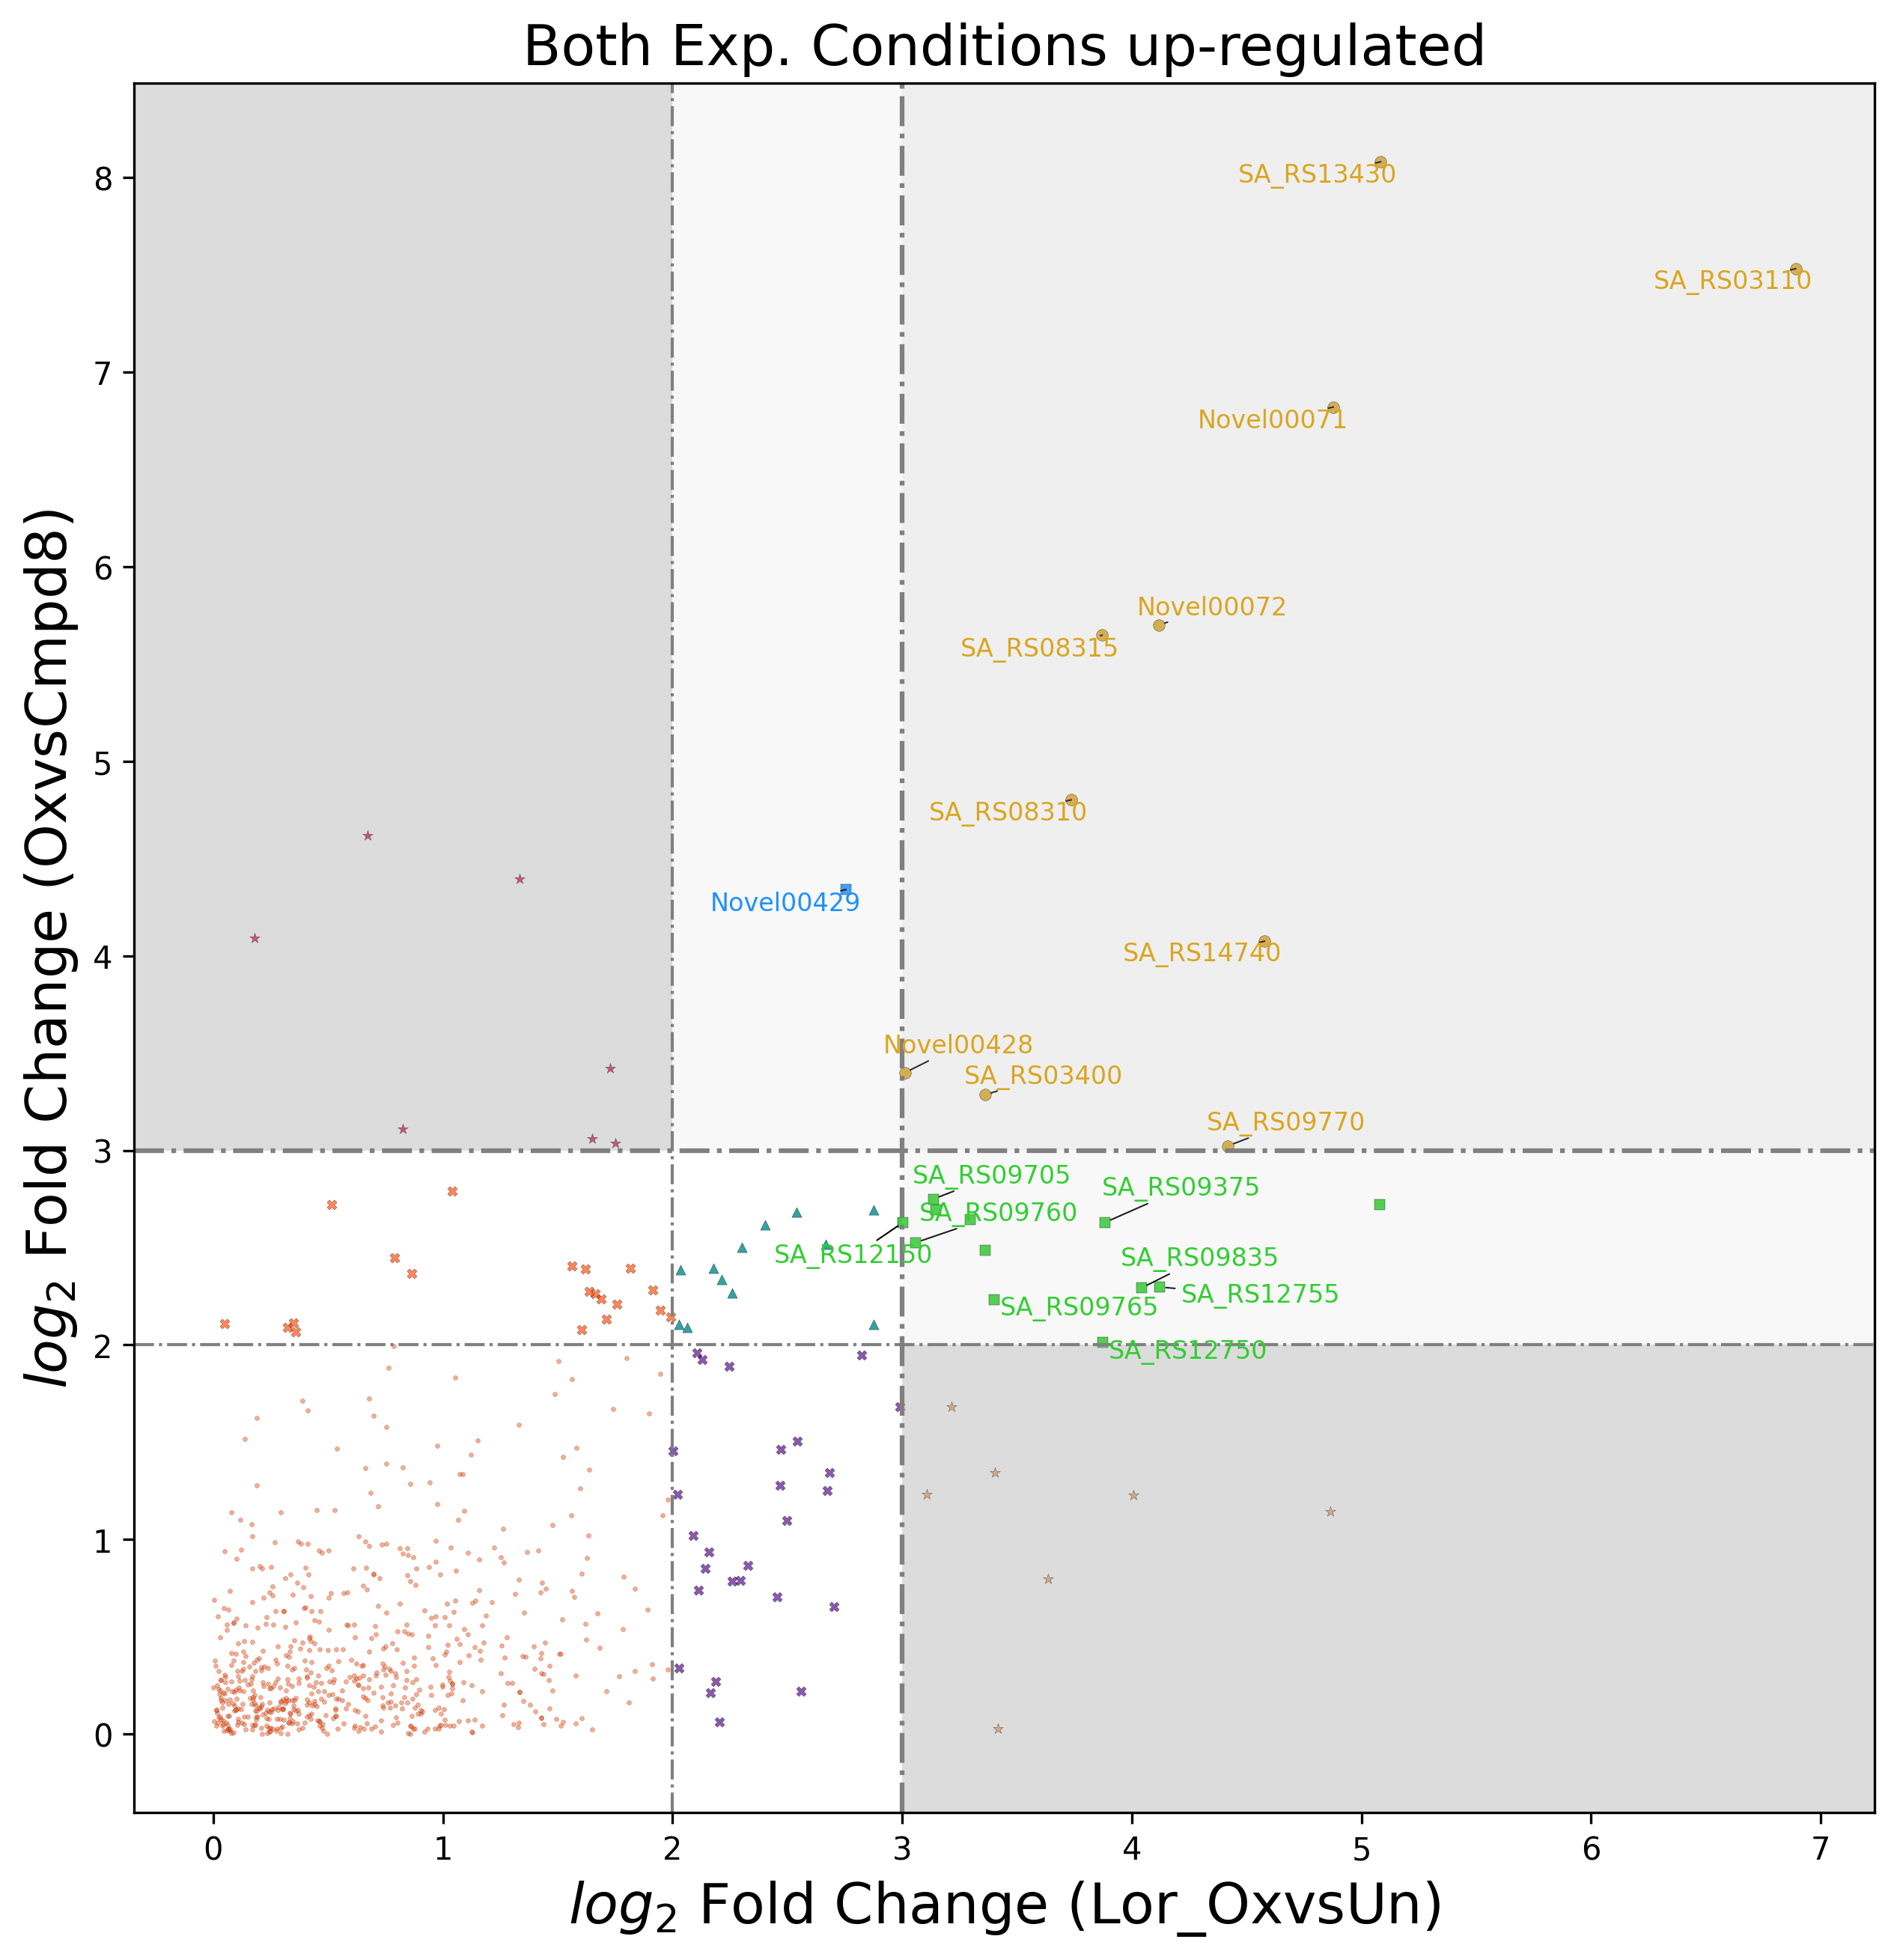 Both Exp. Conditions up-regulated
log2 Fold Change (OxvsCmpd8)
8
7
6
5
4
3
2
1
0
SA_RS13430
SA_RS03110
Novel00071
Novel00072
SA_RS08315
SA_RS08310
Novel00429
SA_RS14740
Novel00428
SA_RS03400
SA_RS09770
SA_RS09705
SA_RS09375
SA_RS09760
SA_RS12150
SA_RS09835
SA_RS12755
SA_RS09765
SA_RS12750
0 1 2 3 4 5 6 7
log2 Fold Change (Lor_OxvsUn)